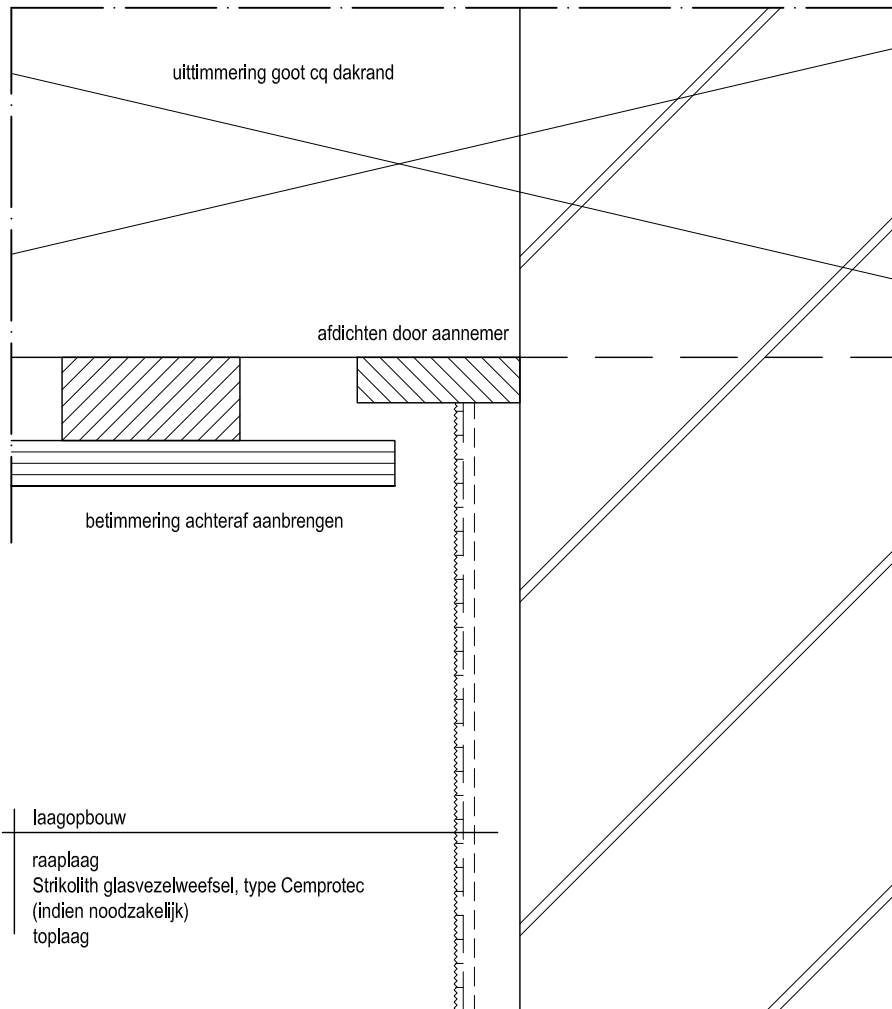 uittimmering goot cq dakrand
afdichten door aannemer
betimmering achteraf aanbrengen
laagopbouw
raaplaag
Strikolith glasvezelweefsel, type Cemprotec
(indien noodzakelijk)
toplaag